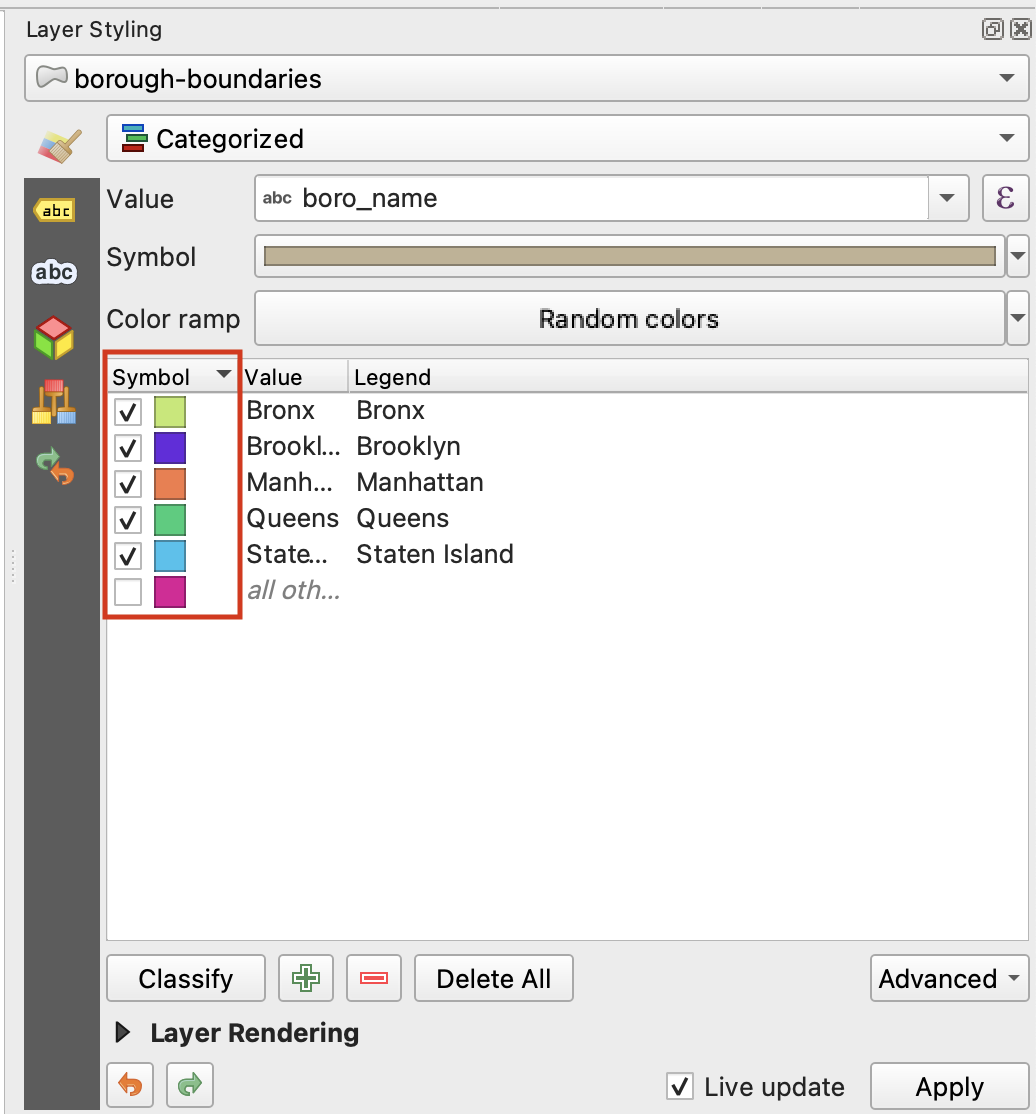 Layer Styling
borough-boundaries
Categorized
abc
Value
abc boro_name
ε
abc
Symbol
Color ramp
Random colors
Symbol Value Legend
Bronx Bronx
Brookl... Brooklyn
Manh... Manhattan
Queens Queens
State... Staten Island
all oth...
Classify
Delete All
Advanced
Layer Rendering
Live update
Apply